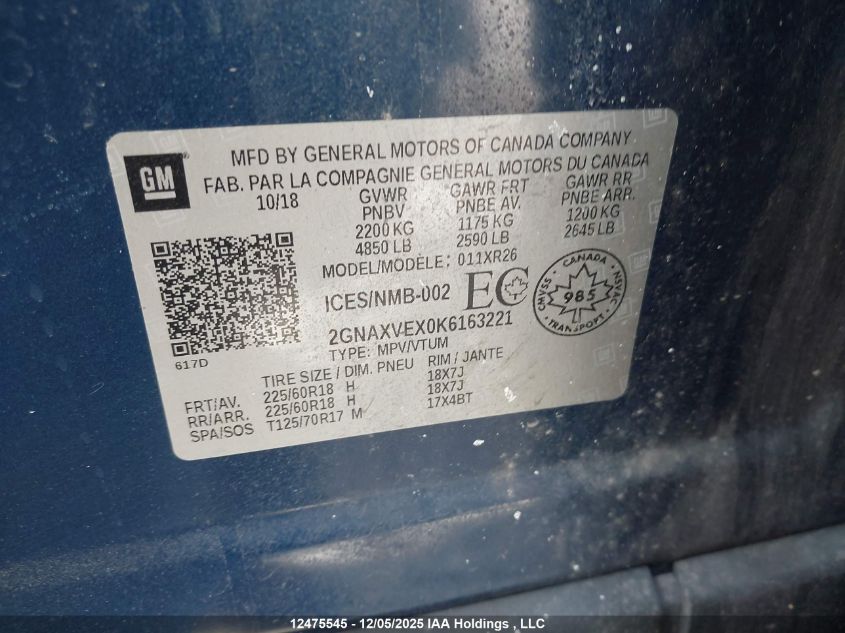 GM
MFD BY GENERAL MOTORS OF CANADA COMPANY
FAB. PAR LA COMPAGNIE GENERAL MOTORS DU CANADA
10/18 GVWR GAWR FRT GAWR RR
PNBV PNBE AV. PNBE ARR.
2200 KG 1175 KG 1200 KG
4850 LB 2590 LB 2645 LB
MODEL/MODÈLE: 011XR26
ICES/NMB-002 EC
CANADA
CMVSS 985 NSVAC
TRANSPORT
2GNAXVEX0K6163221
617D
TYPE: MPV/VTUM
TIRE SIZE / DIM. PNEU RIM / JANTE
FRT/AV. 225/60R18 H 18X7J
RR/ARR. 225/60R18 H 18X7J
SPA/SOS T125/70R17 M 17X4BT
12475545 - 12/05/2025 IAA Holdings , LLC